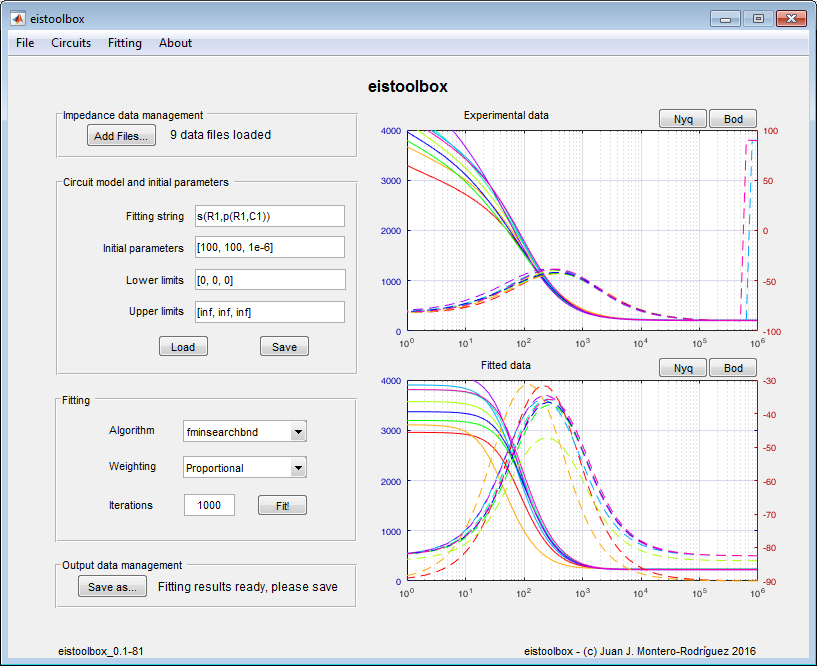 eistoolbox
File Circuits Fitting About
eistoolbox
Impedance data management
Add Files... 9 data files loaded
Circuit model and initial parameters
Fitting string s(R1,p(R1,C1))
Initial parameters [100, 100, 1e-6]
Lower limits [0, 0, 0]
Upper limits [inf, inf, inf]
Load Save
Fitting
Algorithm fminsearchbnd
Weighting Proportional
Iterations 1000 Fit!
Output data management
Save as... Fitting results ready, please save
eistoolbox_0.1-81
Experimental data Nyq Bod
4000 100
3000 50
2000 0
1000 -50
0 -100
10^0 10^1 10^2 10^3 10^4 10^5 10^6
Fitted data Nyq Bod
4000 -30
-40
3000
-50
2000 -60
-70
1000
-80
0 -90
10^0 10^1 10^2 10^3 10^4 10^5 10^6
eistoolbox - (c) Juan J. Montero-Rodríguez 2016